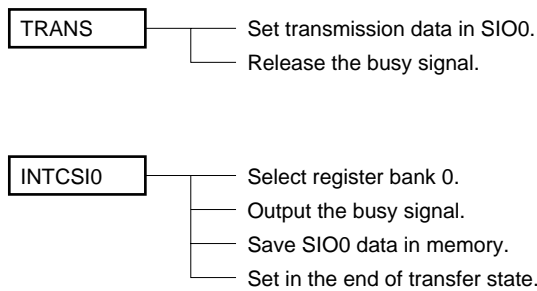 TRANS
Set transmission data in SIO0.
Release the busy signal.
INTCSI0
Select register bank 0.
Output the busy signal.
Save SIO0 data in memory.
Set in the end of transfer state.